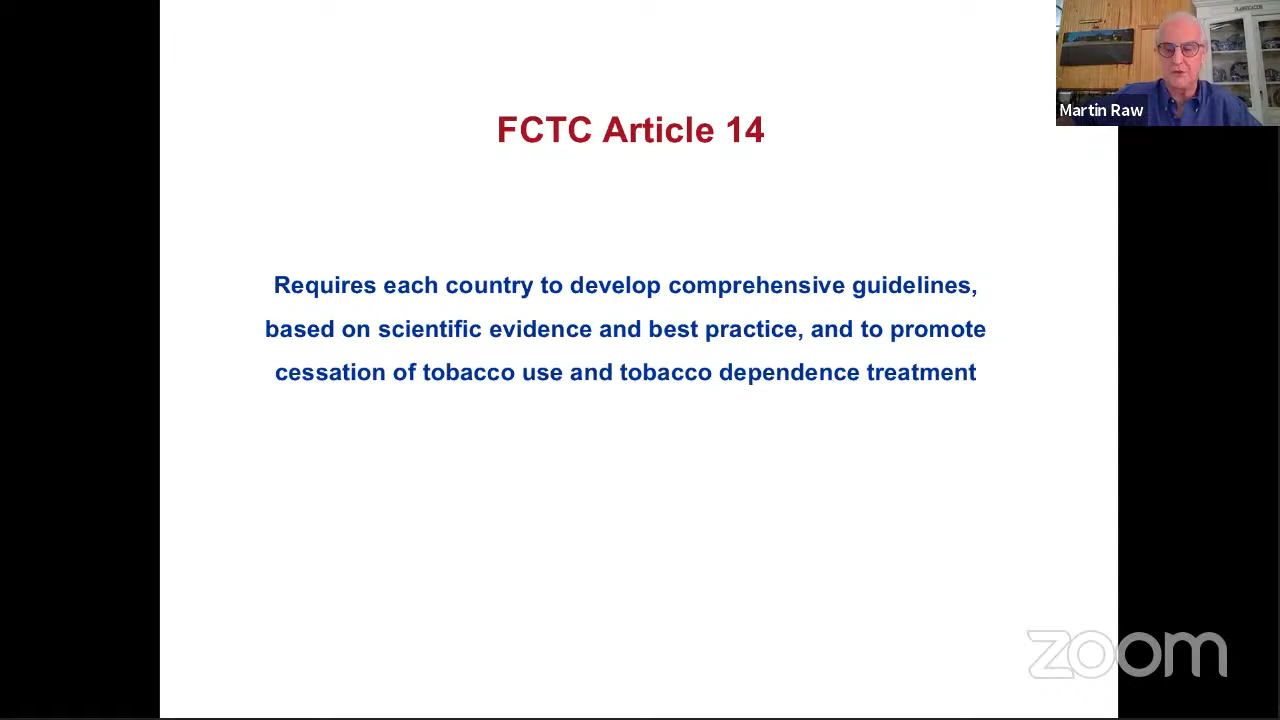 FCTC Article 14
Requires each country to develop comprehensive guidelines,
based on scientific evidence and best practice, and to promote
cessation of tobacco use and tobacco dependence treatment
Martin Raw
zoom